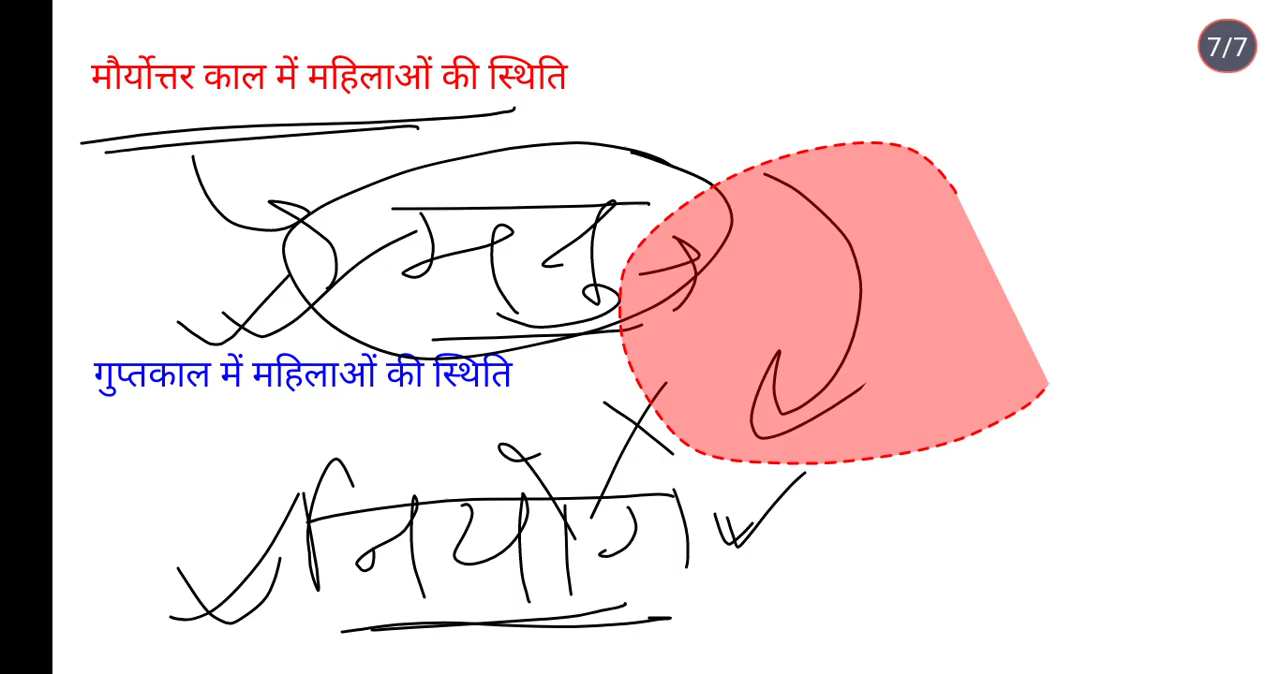 7/7
मौर्योत्तर काल में महिलाओं की स्थिति
मनु
गुप्तकाल में महिलाओं की स्थिति
नियोग